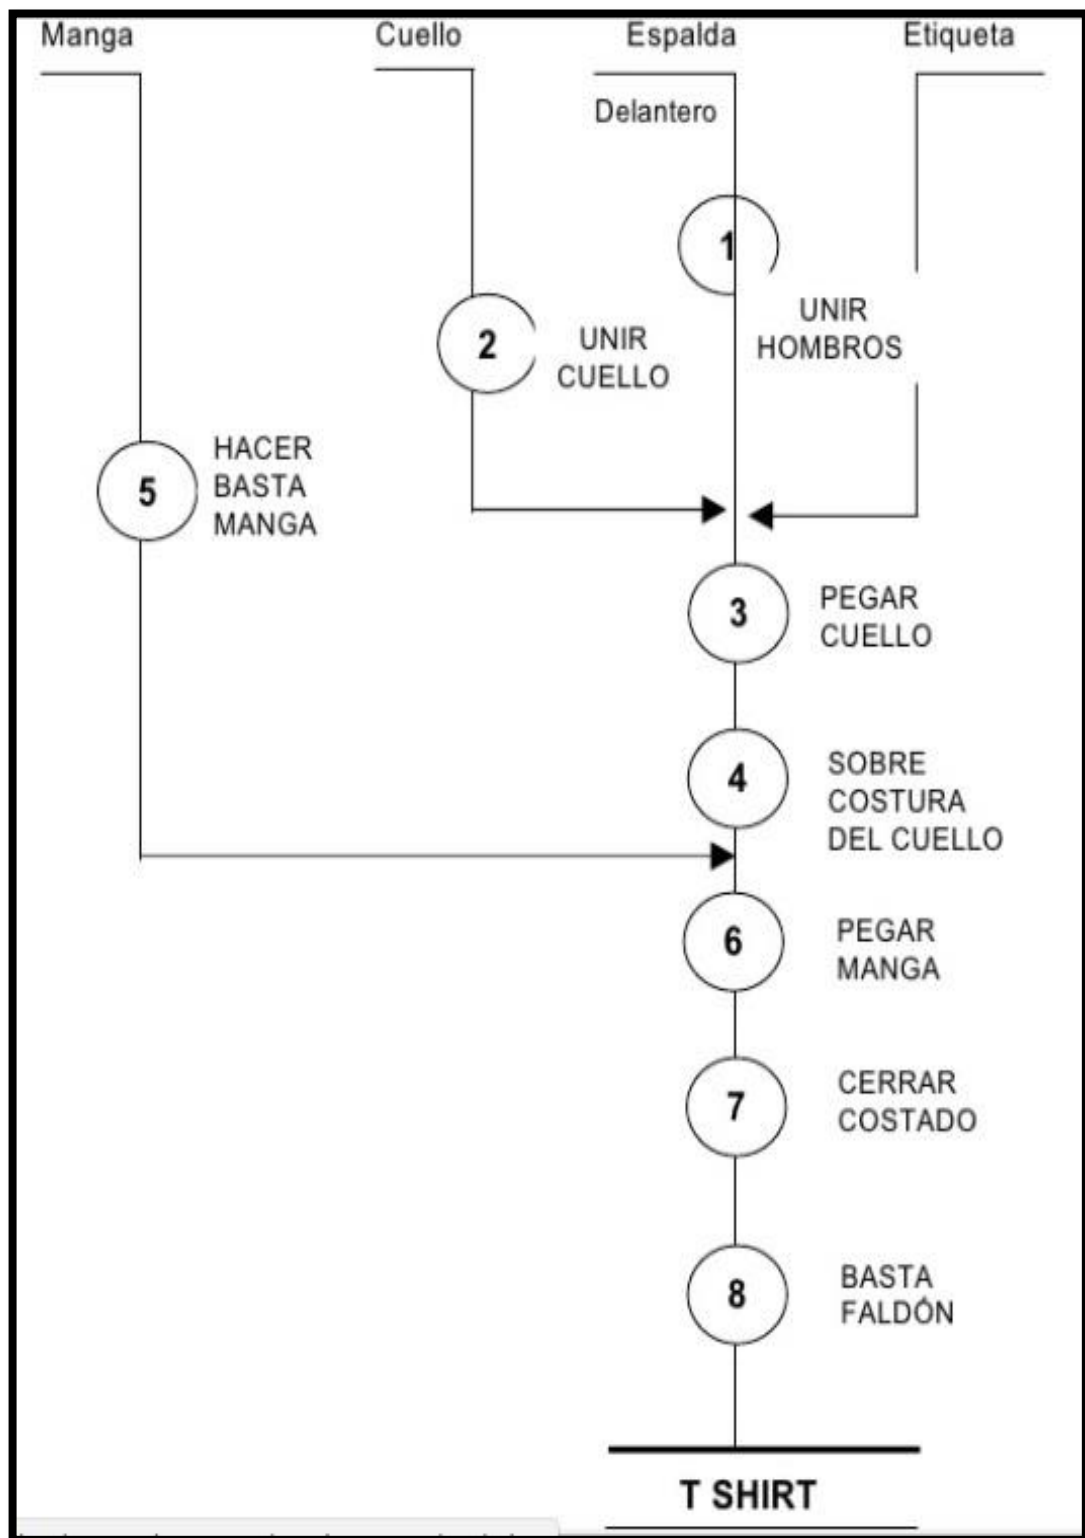 Manga Cuello Espalda Etiqueta
Delantero
1
UNIR
HOMBROS
2
UNIR
CUELLO
5
HACER
BASTA
MANGA
3
PEGAR
CUELLO
4
SOBRE
COSTURA
DEL CUELLO
6
PEGAR
MANGA
7
CERRAR
COSTADO
8
BASTA
FALDÓN
T SHIRT